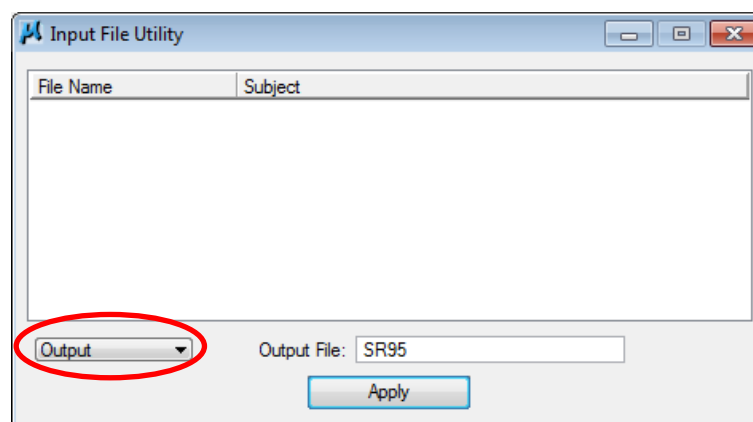 Input File Utility
File Name Subject
Output Output File: SR95
Apply